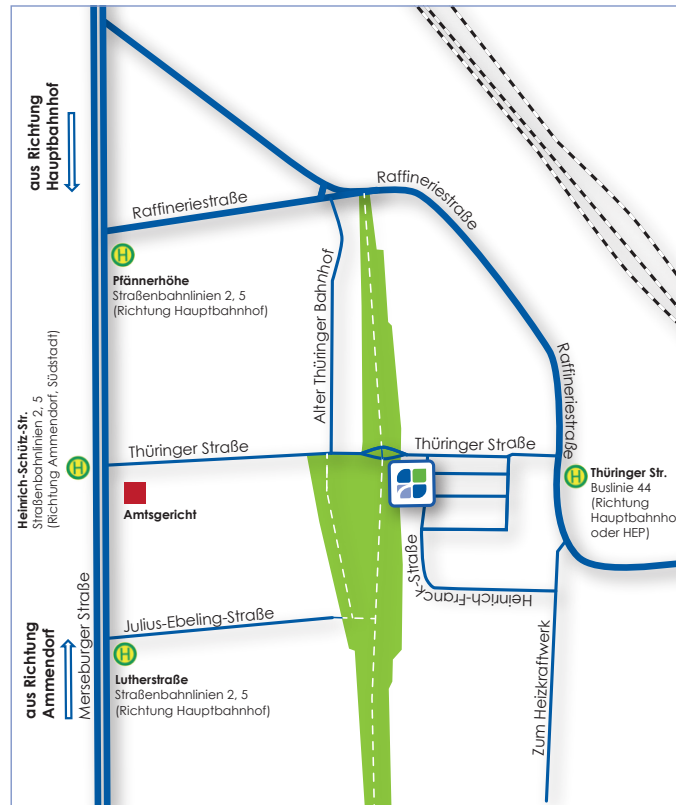 aus Richtung
Hauptbahnhof
Raffineriestraße
Raffineriestraße
H
Pfännerhöhe
Straßenbahnlinien 2, 5
(Richtung Hauptbahnhof)
Alter Thüringer Bahnhof
Raffineriestraße
Heinrich-Schütz-Str.
Straßenbahnlinien 2, 5
(Richtung Ammendorf, Südstadt)
H
Thüringer Straße
Thüringer Straße
H
Thüringer Str.
Buslinie 44
(Richtung
Hauptbahnho
oder HEP)
Amtsgericht
Heinrich-Franck-Straße
Julius-Ebeling-Straße
aus Richtung
Ammendorf
Merseburger Straße
H
Lutherstraße
Straßenbahnlinien 2, 5
(Richtung Hauptbahnhof)
Zum Heizkraftwerk